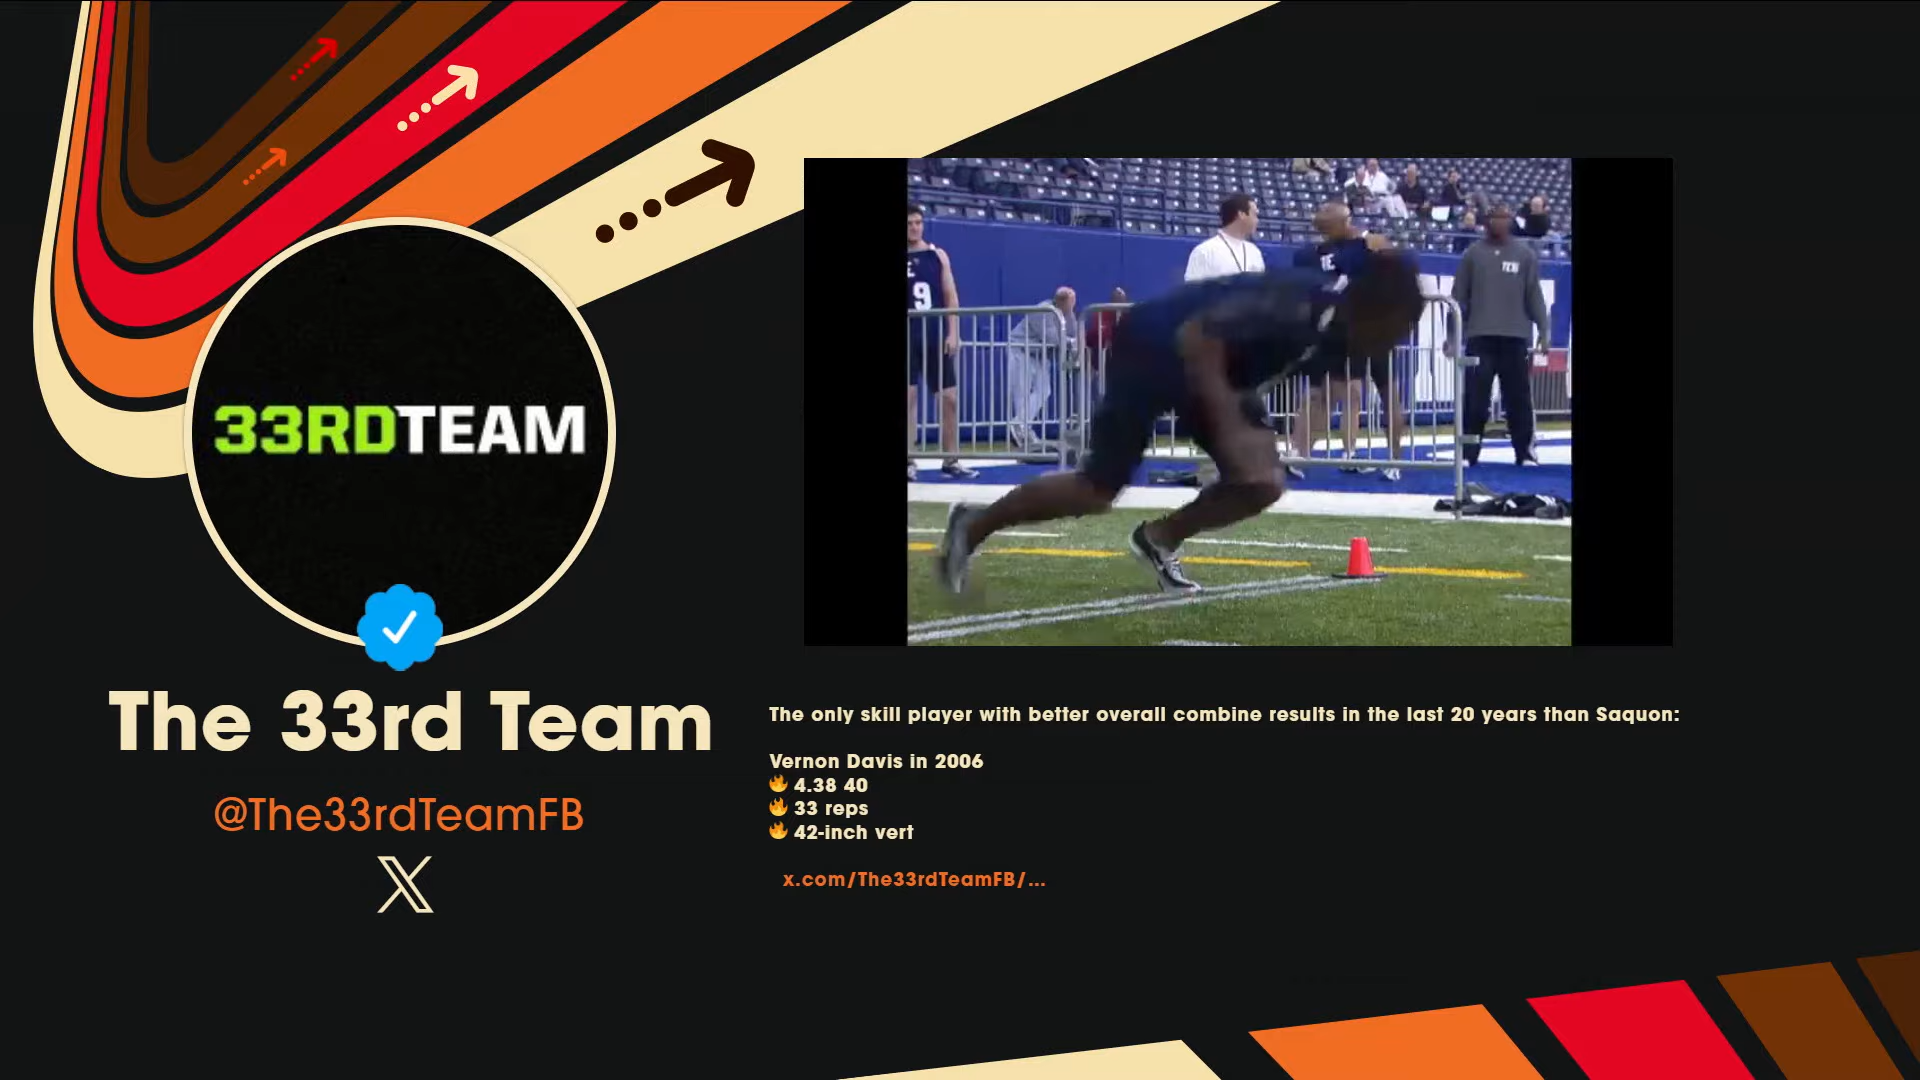 33RDTEAM
The 33rd Team
@The33rdTeamFB
9
The only skill player with better overall combine results in the last 20 years than Saquon:
Vernon Davis in 2006
🔥 4.38 40
🔥 33 reps
🔥 42-inch vert
x.com/The33rdTeamFB/...